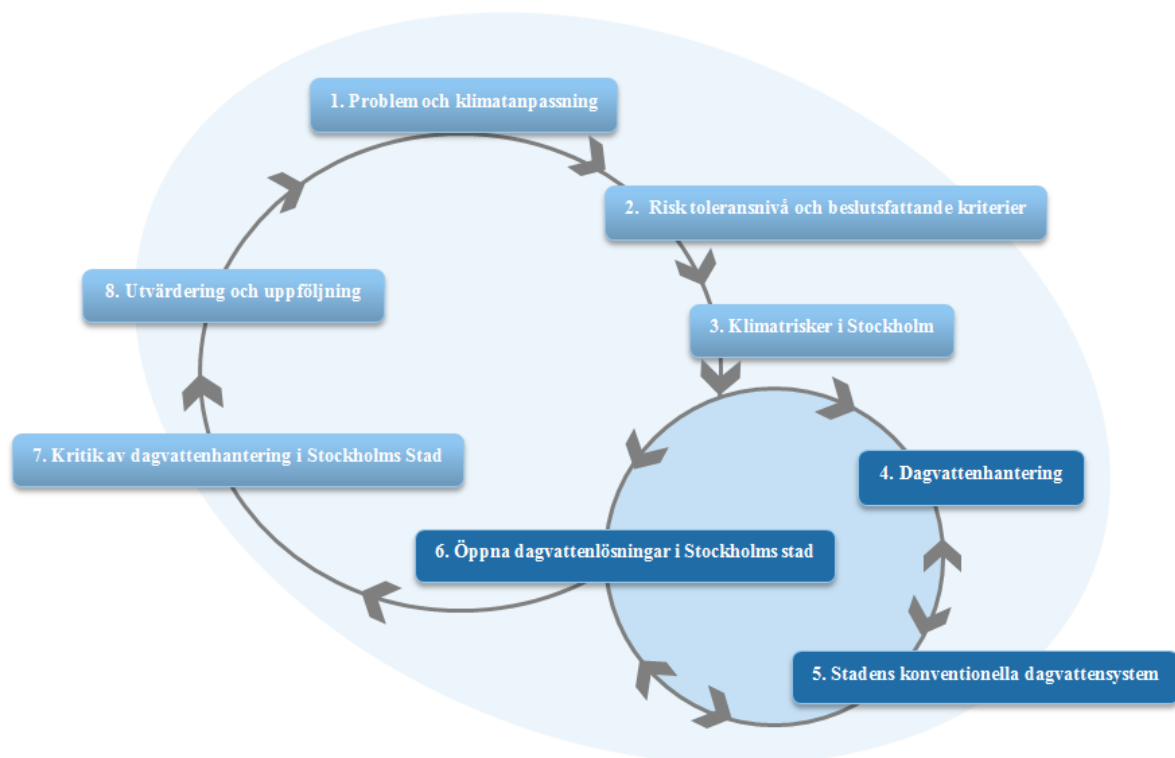 1. Problem och klimatanpassning
2. Risk toleransnivå och beslutsfattande kriterier
3. Klimatrisker i Stockholm
4. Dagvattenhantering
5. Stadens konventionella dagvattensystem
6. Öppna dagvattenlösningar i Stockholms stad
7. Kritik av dagvattenhantering i Stockholms Stad
8. Utvärdering och uppföljning